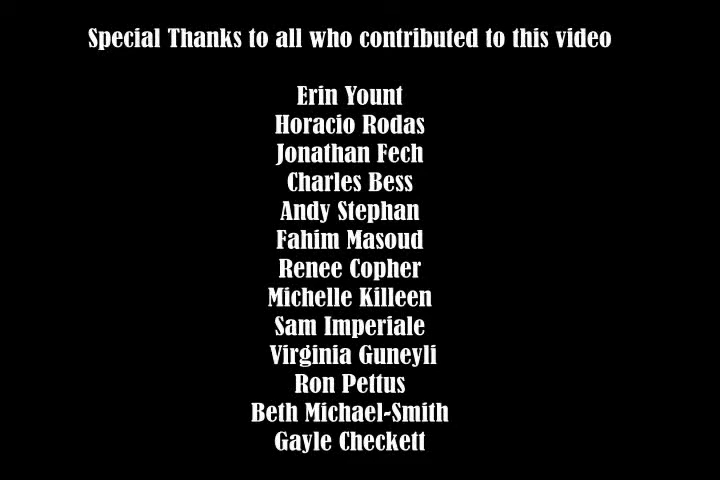 Special Thanks to all who contributed to this video
Erin Yount
Horacio Rodas
Jonathan Fech
Charles Bess
Andy Stephan
Fahim Masoud
Renee Copher
Michelle Killeen
Sam Imperiale
Virginia Guneyli
Ron Pettus
Beth Michael-Smith
Gayle Checkett